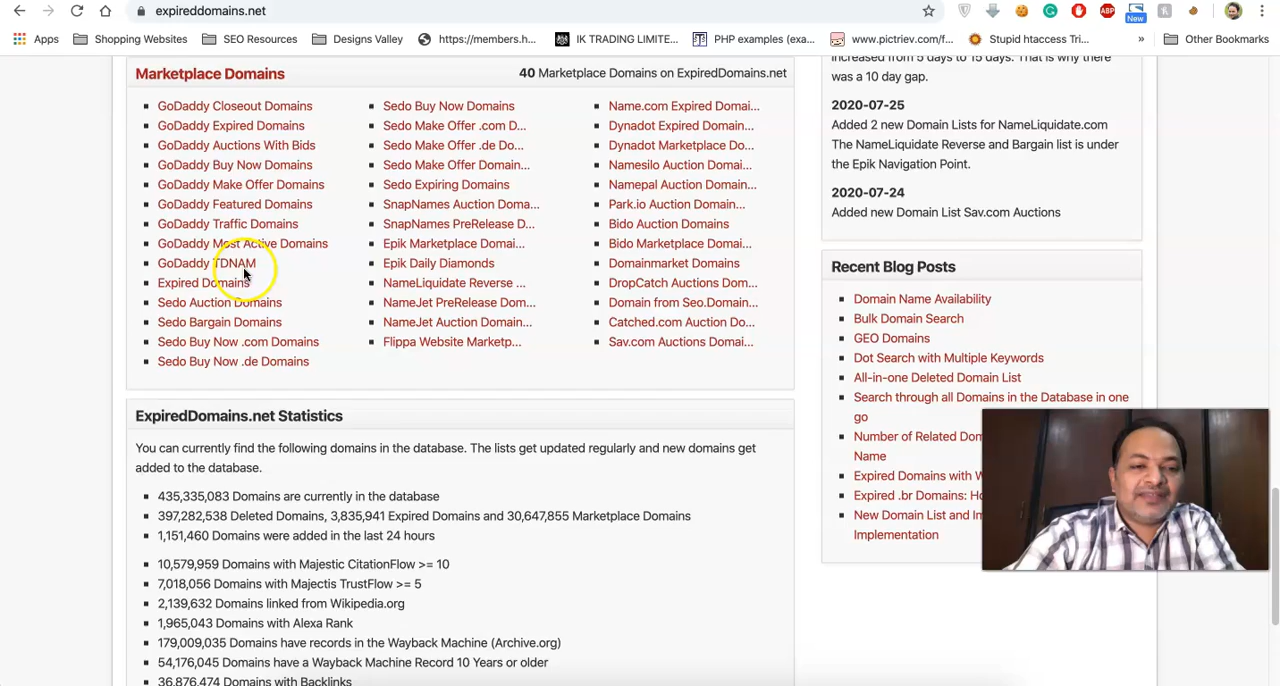 expireddomains.net
New
Apps
Shopping Websites
SEO Resources
Designs Valley
https://members.h...
IK TRADING LIMITE...
PHP examples (exa...
www.pictriev.com/f...
Stupid htaccess Tri...
»
Other Bookmarks
Marketplace Domains
40 Marketplace Domains on ExpiredDomains.net
GoDaddy Closeout Domains
GoDaddy Expired Domains
GoDaddy Auctions With Bids
GoDaddy Buy Now Domains
GoDaddy Make Offer Domains
GoDaddy Featured Domains
GoDaddy Traffic Domains
GoDaddy Most Active Domains
GoDaddy TDNAM
Expired Domains
Sedo Auction Domains
Sedo Bargain Domains
Sedo Buy Now .com Domains
Sedo Buy Now .de Domains
Sedo Buy Now Domains
Sedo Make Offer .com D...
Sedo Make Offer .de Do...
Sedo Make Offer Domain...
Sedo Expiring Domains
SnapNames Auction Doma...
SnapNames PreRelease D...
Epik Marketplace Domai...
Epik Daily Diamonds
NameLiquidate Reverse ...
NameJet PreRelease Dom...
NameJet Auction Domain...
Flippa Website Marketp...
Name.com Expired Domai...
Dynadot Expired Domain...
Dynadot Marketplace Do...
Namesilo Auction Domai...
Namepal Auction Domain...
Park.io Auction Domain...
Bido Auction Domains
Bido Marketplace Domai...
Domainmarket Domains
DropCatch Auctions Dom...
Domain from Seo.Domain...
Catched.com Auction Do...
Sav.com Auctions Domai...
ExpiredDomains.net Statistics
You can currently find the following domains in the database. The lists get updated regularly and new domains get
added to the database.
435,335,083 Domains are currently in the database
397,282,538 Deleted Domains, 3,835,941 Expired Domains and 30,647,855 Marketplace Domains
1,151,460 Domains were added in the last 24 hours
10,579,959 Domains with Majestic CitationFlow >= 10
7,018,056 Domains with Majectis TrustFlow >= 5
2,139,632 Domains linked from Wikipedia.org
1,965,043 Domains with Alexa Rank
179,009,035 Domains have records in the Wayback Machine (Archive.org)
54,176,045 Domains have a Wayback Machine Record 10 Years or older
36,876,474 Domains with Backlinks
increased from 5 days to 15 days. That is why there
was a 10 day gap.
2020-07-25
Added 2 new Domain Lists for NameLiquidate.com
The NameLiquidate Reverse and Bargain list is under
the Epik Navigation Point.
2020-07-24
Added new Domain List Sav.com Auctions
Recent Blog Posts
Domain Name Availability
Bulk Domain Search
GEO Domains
Dot Search with Multiple Keywords
All-in-one Deleted Domain List
Search through all Domains in the Database in one
go
Number of Related Dom
Name
Expired Domains with W
Expired .br Domains: Ho
New Domain List and Im
Implementation